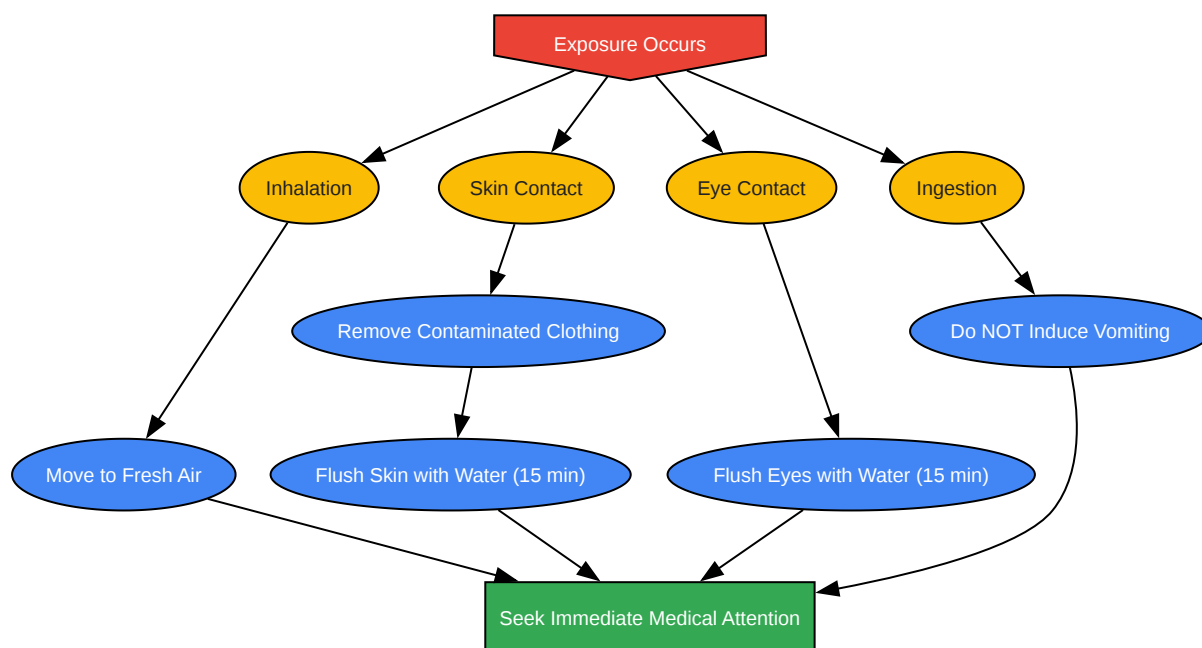 Exposure Occurs
Inhalation
Skin Contact
Eye Contact
Ingestion
Remove Contaminated Clothing
Do NOT Induce Vomiting
Move to Fresh Air
Flush Skin with Water (15 min)
Flush Eyes with Water (15 min)
Seek Immediate Medical Attention